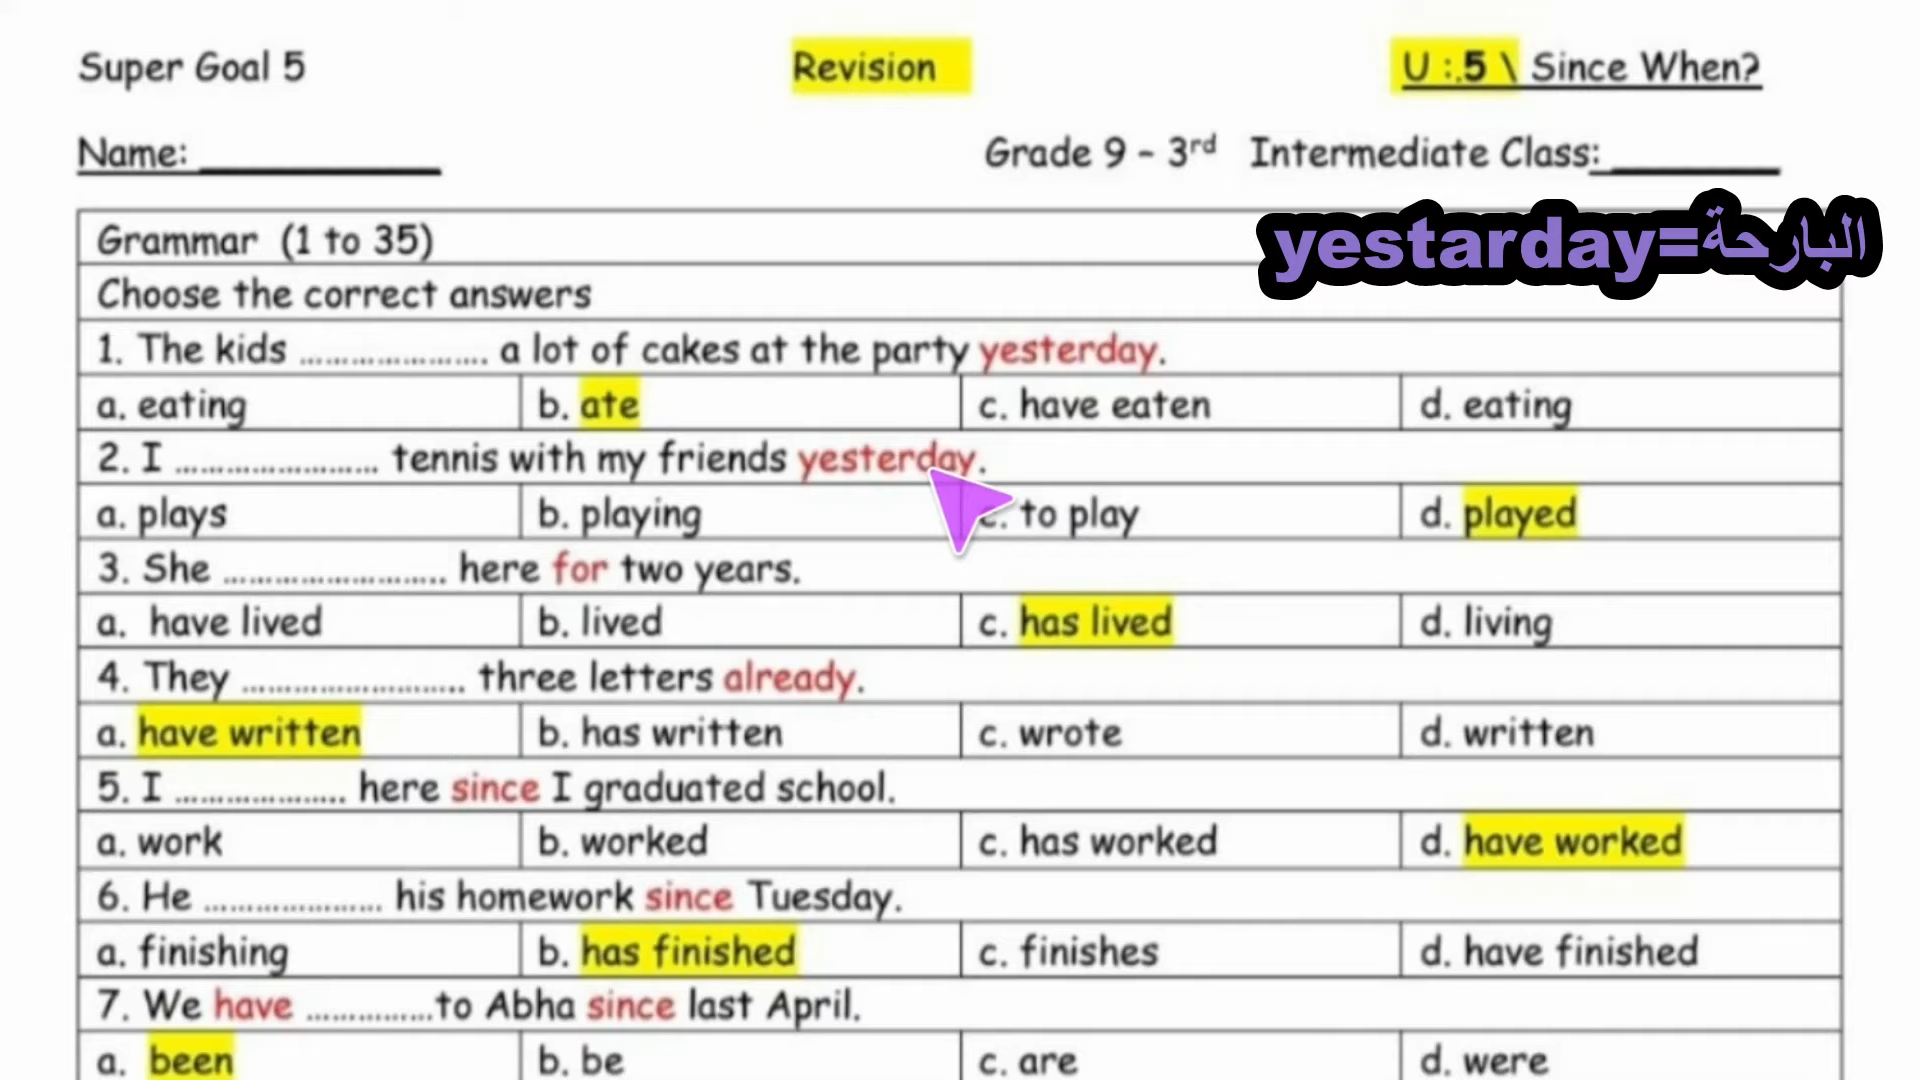 Super Goal 5 Revision U :.5 \ Since When?
Name: ____________ Grade 9 – 3rd Intermediate Class: _________
Grammar (1 to 35)
yestarday=البارحة
Choose the correct answers
1. The kids ...................... a lot of cakes at the party yesterday.
a. eating b. ate c. have eaten d. eating
2. I ........................ tennis with my friends yesterday.
a. plays b. playing c. to play d. played
3. She .......................... here for two years.
a. have lived b. lived c. has lived d. living
4. They .......................... three letters already.
a. have written b. has written c. wrote d. written
5. I .................... here since I graduated school.
a. work b. worked c. has worked d. have worked
6. He ..................... his homework since Tuesday.
a. finishing b. has finished c. finishes d. have finished
7. We have ...............to Abha since last April.
a. been b. be c. are d. were